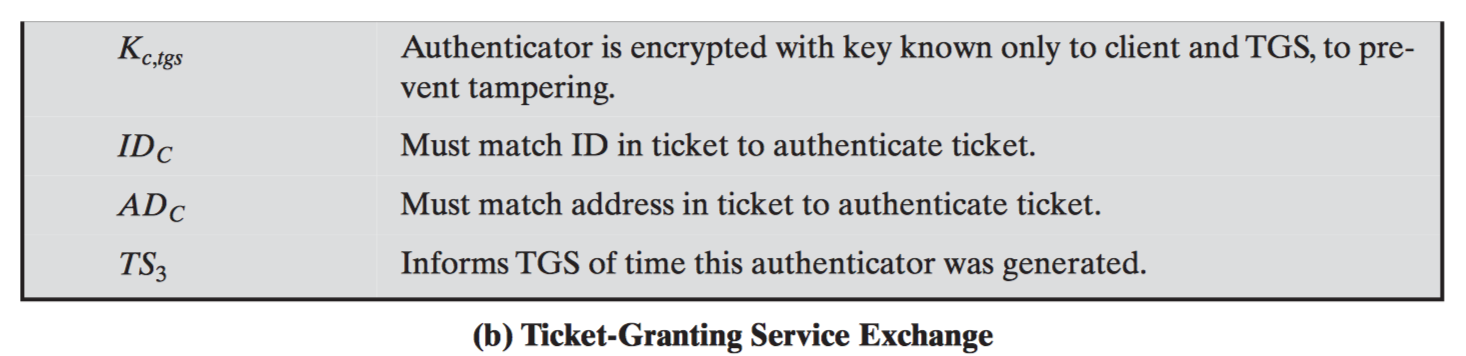 K_{c,tgs} Authenticator is encrypted with key known only to client and TGS, to pre-
vent tampering.
ID_C Must match ID in ticket to authenticate ticket.
AD_C Must match address in ticket to authenticate ticket.
TS_3 Informs TGS of time this authenticator was generated.
(b) Ticket-Granting Service Exchange